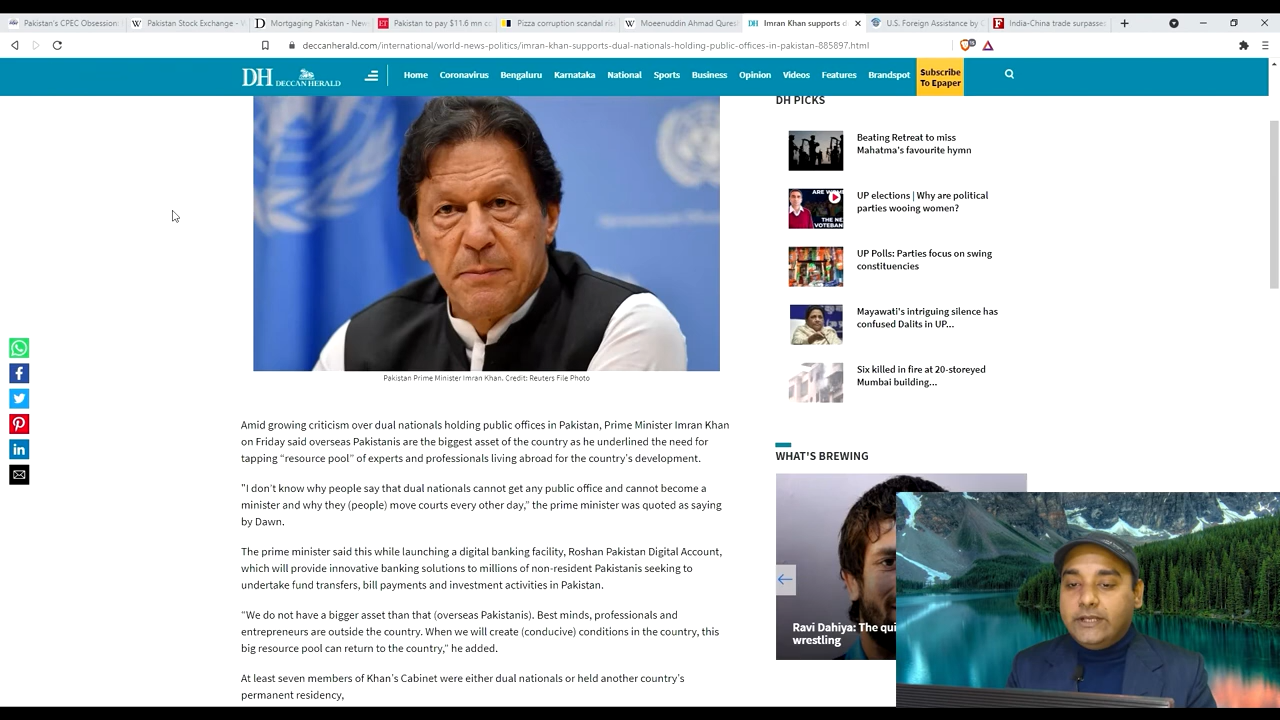 Pakistan's CPEC Obsession:
Pakistan Stock Exchange - W
Mortgaging Pakistan - News
Pakistan to pay $11.6 mn co
Pizza corruption scandal ris
Moeenuddin Ahmad Qures
Imran Khan supports d
U.S. Foreign Assistance by C
India-China trade surpasse
deccanherald.com/international/world-news-politics/imran-khan-supports-dual-nationals-holding-public-offices-in-pakistan-885897.html
DH DECCAN HERALD
Home Coronavirus Bengaluru Karnataka National Sports Business Opinion Videos Features Brandspot
Subscribe
To Epaper
DH PICKS
Beating Retreat to miss
Mahatma's favourite hymn
UP elections | Why are political
parties wooing women?
UP Polls: Parties focus on swing
constituencies
Mayawati's intriguing silence has
confused Dalits in UP...
Six killed in fire at 20-storeyed
Mumbai building...
Pakistan Prime Minister Imran Khan. Credit: Reuters File Photo
Amid growing criticism over dual nationals holding public offices in Pakistan, Prime Minister Imran Khan
on Friday said overseas Pakistanis are the biggest asset of the country as he underlined the need for
tapping “resource pool” of experts and professionals living abroad for the country's development.
"I don't know why people say that dual nationals cannot get any public office and cannot become a
minister and why they (people) move courts every other day,” the prime minister was quoted as saying
by Dawn.
The prime minister said this while launching a digital banking facility, Roshan Pakistan Digital Account,
which will provide innovative banking solutions to millions of non-resident Pakistanis seeking to
undertake fund transfers, bill payments and investment activities in Pakistan.
“We do not have a bigger asset than that (overseas Pakistanis). Best minds, professionals and
entrepreneurs are outside the country. When we will create (conducive) conditions in the country, this
big resource pool can return to the country,” he added.
At least seven members of Khan's Cabinet were either dual nationals or held another country's
permanent residency,
WHAT'S BREWING
Ravi Dahiya: The qui
wrestling